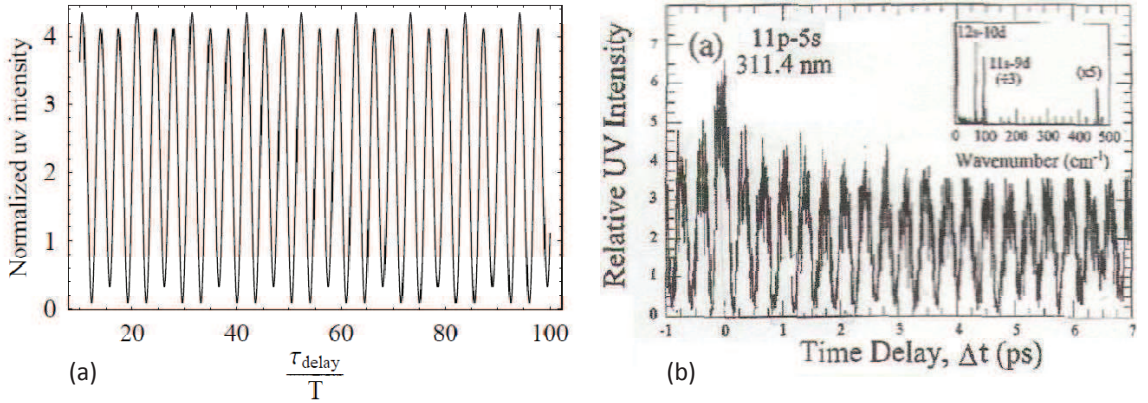 Normalized uv intensity
4
3
2
1
0
20
40
60
80
100
τdelay
T
(a)
Relative UV Intensity
7
6
5
4
3
2
1
0
(a)
11p-5s
311.4 nm
12s-10d
11s-9d
(÷3)
(x5)
0 100 200 300 400 500
Wavenumber (cm-1)
-1 0 1 2 3 4 5 6 7
Time Delay, Δt (ps)
(b)